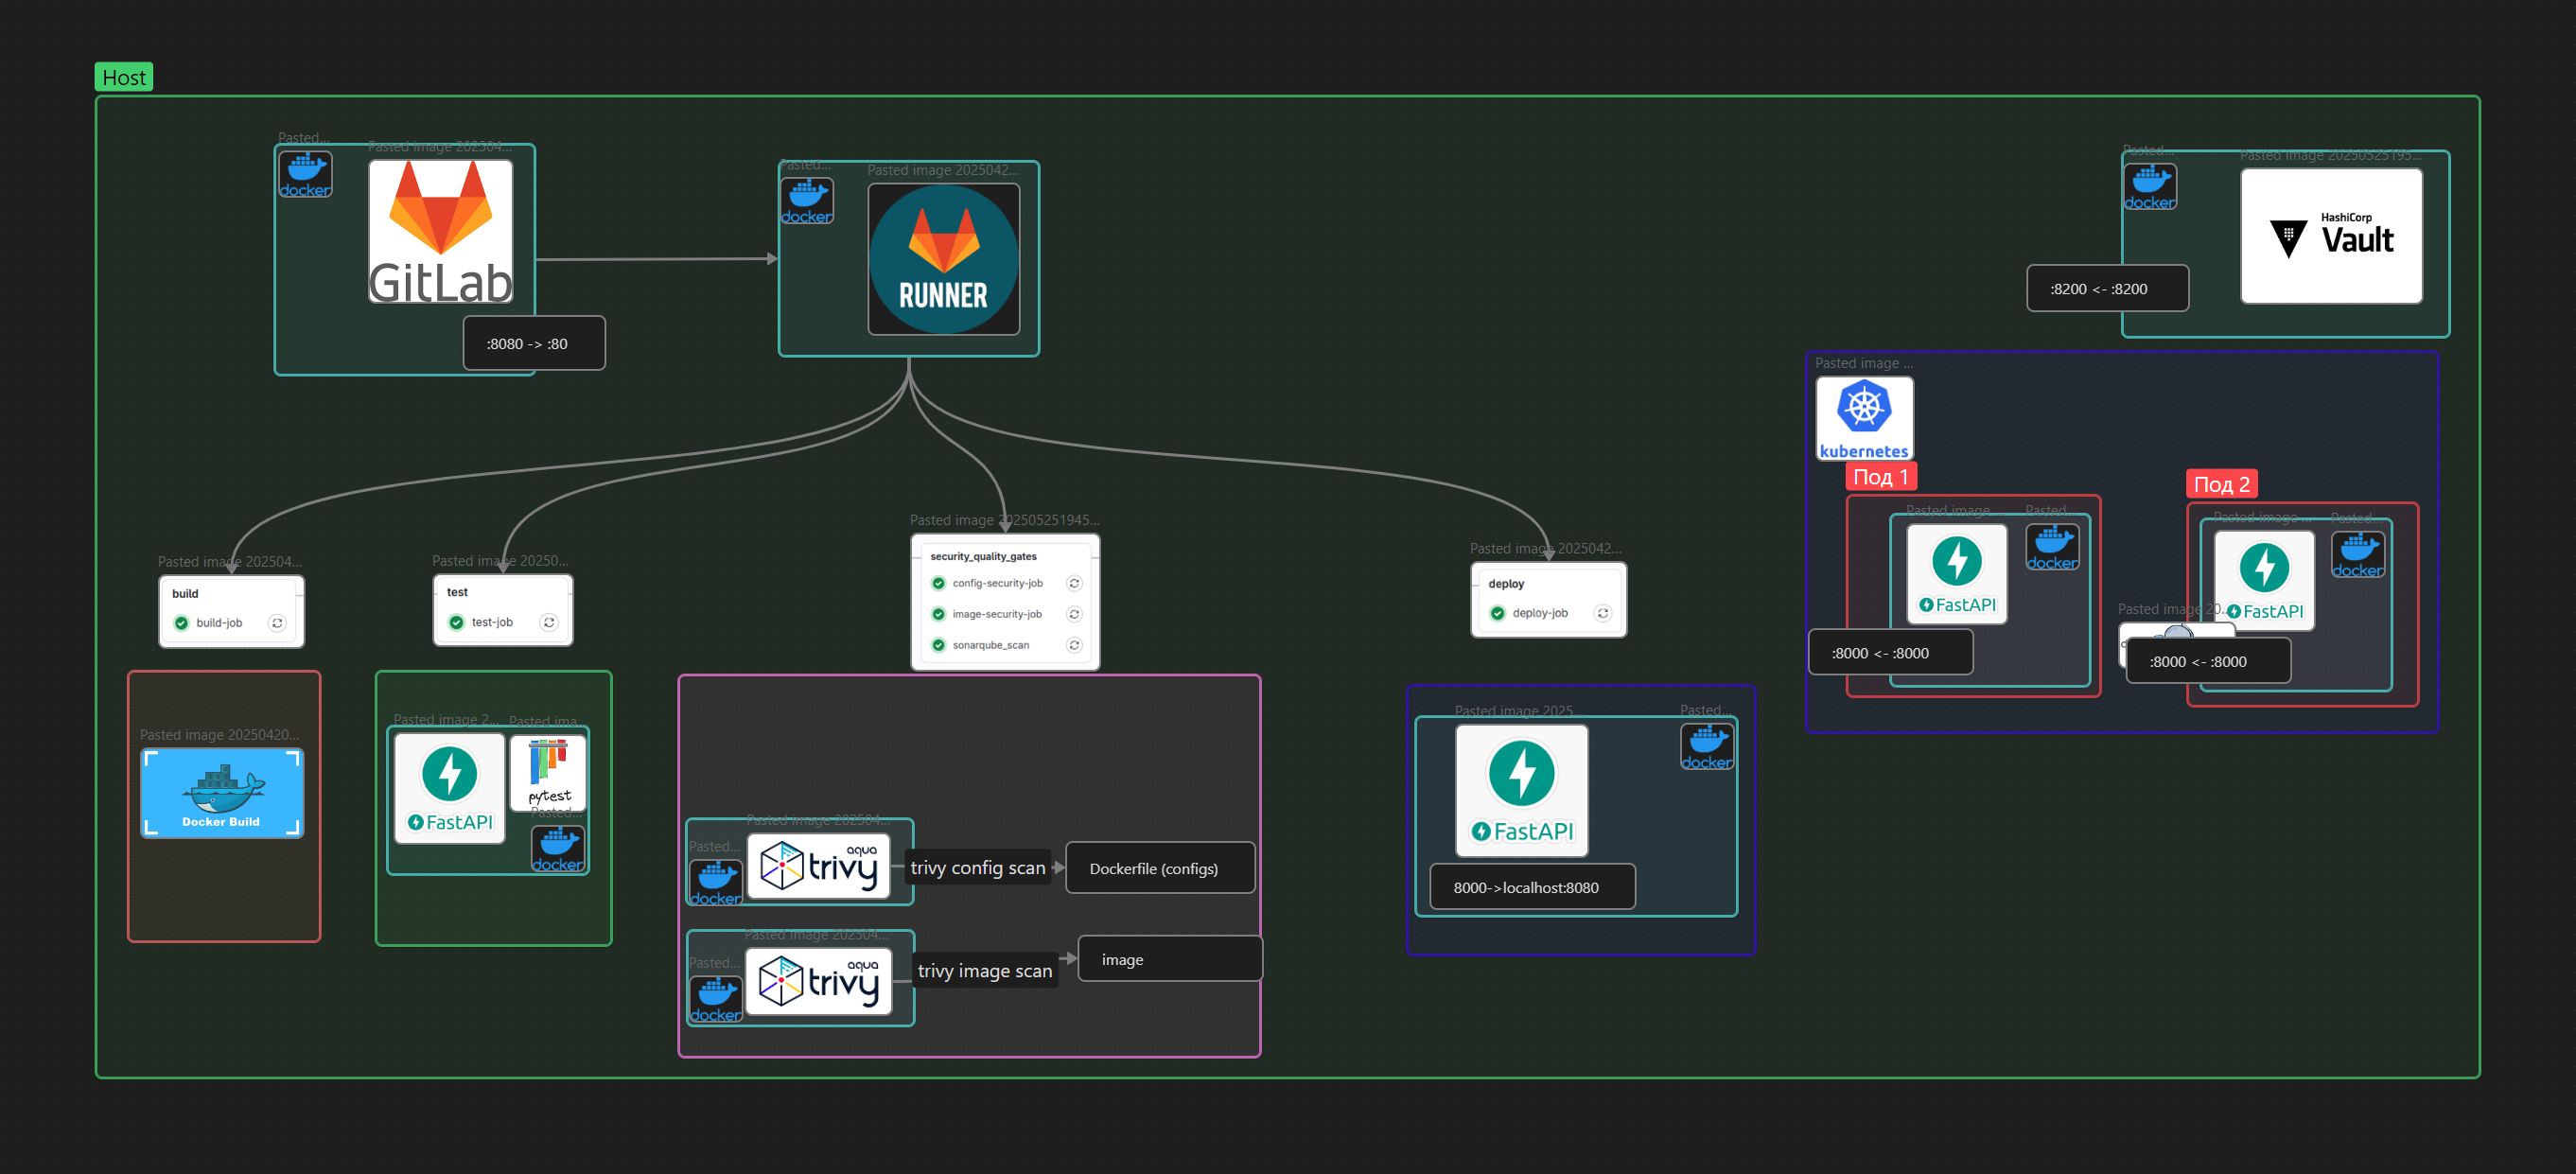 Host
Pasted...
docker
Pasted image 202504...
GitLab
:8080 -> :80
Pasted...
docker
Pasted image 2025042...
RUNNER
Pasted...
docker
Pasted image 20250525195...
HashiCorp
Vault
:8200 <- :8200
Pasted image ...
kubernetes
Под 1
Pasted image ...
FastAPI
Pasted...
docker
:8000 <- :8000
Под 2
Pasted image ...
FastAPI
Pasted...
docker
Pasted image 20...
:8000 <- :8000
Pasted image 202504...
build
build-job
Pasted image 20250...
test
test-job
Pasted image 202505251945...
security_quality_gates
config-security-job
image-security-job
sonarqube_scan
Pasted image 2025042...
deploy
deploy-job
Pasted image 20250420...
Docker Build
Pasted image 2...
FastAPI
Pasted ima...
pytest
Pasted...
docker
Pasted image 202504...
Pasted...
docker
aqua
trivy
trivy config scan
Dockerfile (configs)
Pasted image 202504...
Pasted...
docker
aqua
trivy
trivy image scan
image
Pasted image 2025...
FastAPI
Pasted...
docker
8000->localhost:8080